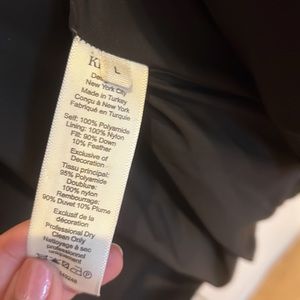 L
New York City
Made in Turkey
Conçu à New York
Fabriqué en Turquie
Self: 100% Polyamide
Lining: 100% Nylon
Fill: 90% Down
10% Feather
Exclusive of
Decoration
Tissu principal:
95% Polyamide
Doublure:
100% nylon
Rembourrage:
90% Duvet 10% Plume
Exclusif de la
décoration
Professional Dry
Clean Only
Nettoyage à sec
professionnel
uniquement